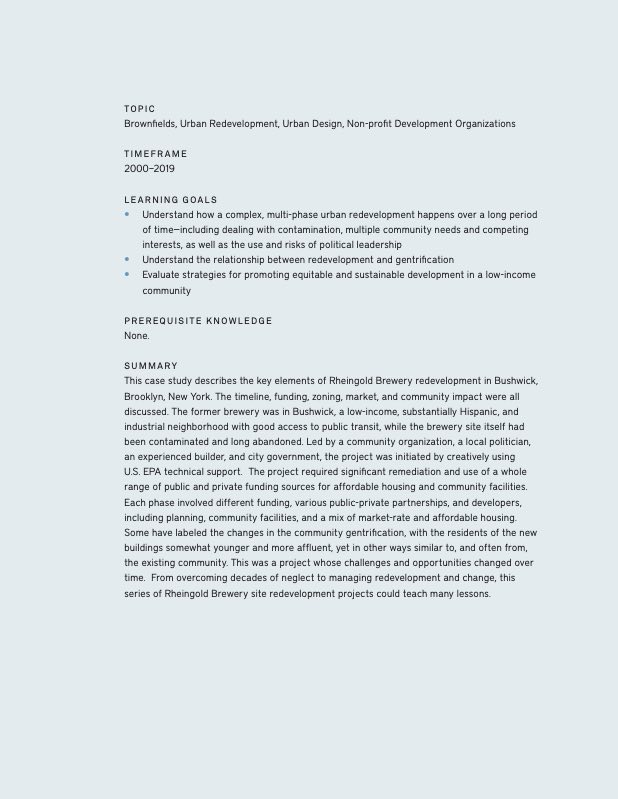 TOPIC
Brownfields, Urban Redevelopment, Urban Design, Non-profit Development Organizations
TIMEFRAME
2000–2019
LEARNING GOALS
• Understand how a complex, multi-phase urban redevelopment happens over a long period
of time—including dealing with contamination, multiple community needs and competing
interests, as well as the use and risks of political leadership
• Understand the relationship between redevelopment and gentrification
• Evaluate strategies for promoting equitable and sustainable development in a low-income
community
PREREQUISITE KNOWLEDGE
None.
SUMMARY
This case study describes the key elements of Rheingold Brewery redevelopment in Bushwick,
Brooklyn, New York. The timeline, funding, zoning, market, and community impact were all
discussed. The former brewery was in Bushwick, a low-income, substantially Hispanic, and
industrial neighborhood with good access to public transit, while the brewery site itself had
been contaminated and long abandoned. Led by a community organization, a local politician,
an experienced builder, and city government, the project was initiated by creatively using
U.S. EPA technical support.  The project required significant remediation and use of a whole
range of public and private funding sources for affordable housing and community facilities.
Each phase involved different funding, various public-private partnerships, and developers,
including planning, community facilities, and a mix of market-rate and affordable housing.
Some have labeled the changes in the community gentrification, with the residents of the new
buildings somewhat younger and more affluent, yet in other ways similar to, and often from,
the existing community. This was a project whose challenges and opportunities changed over
time.  From overcoming decades of neglect to managing redevelopment and change, this
series of Rheingold Brewery site redevelopment projects could teach many lessons.